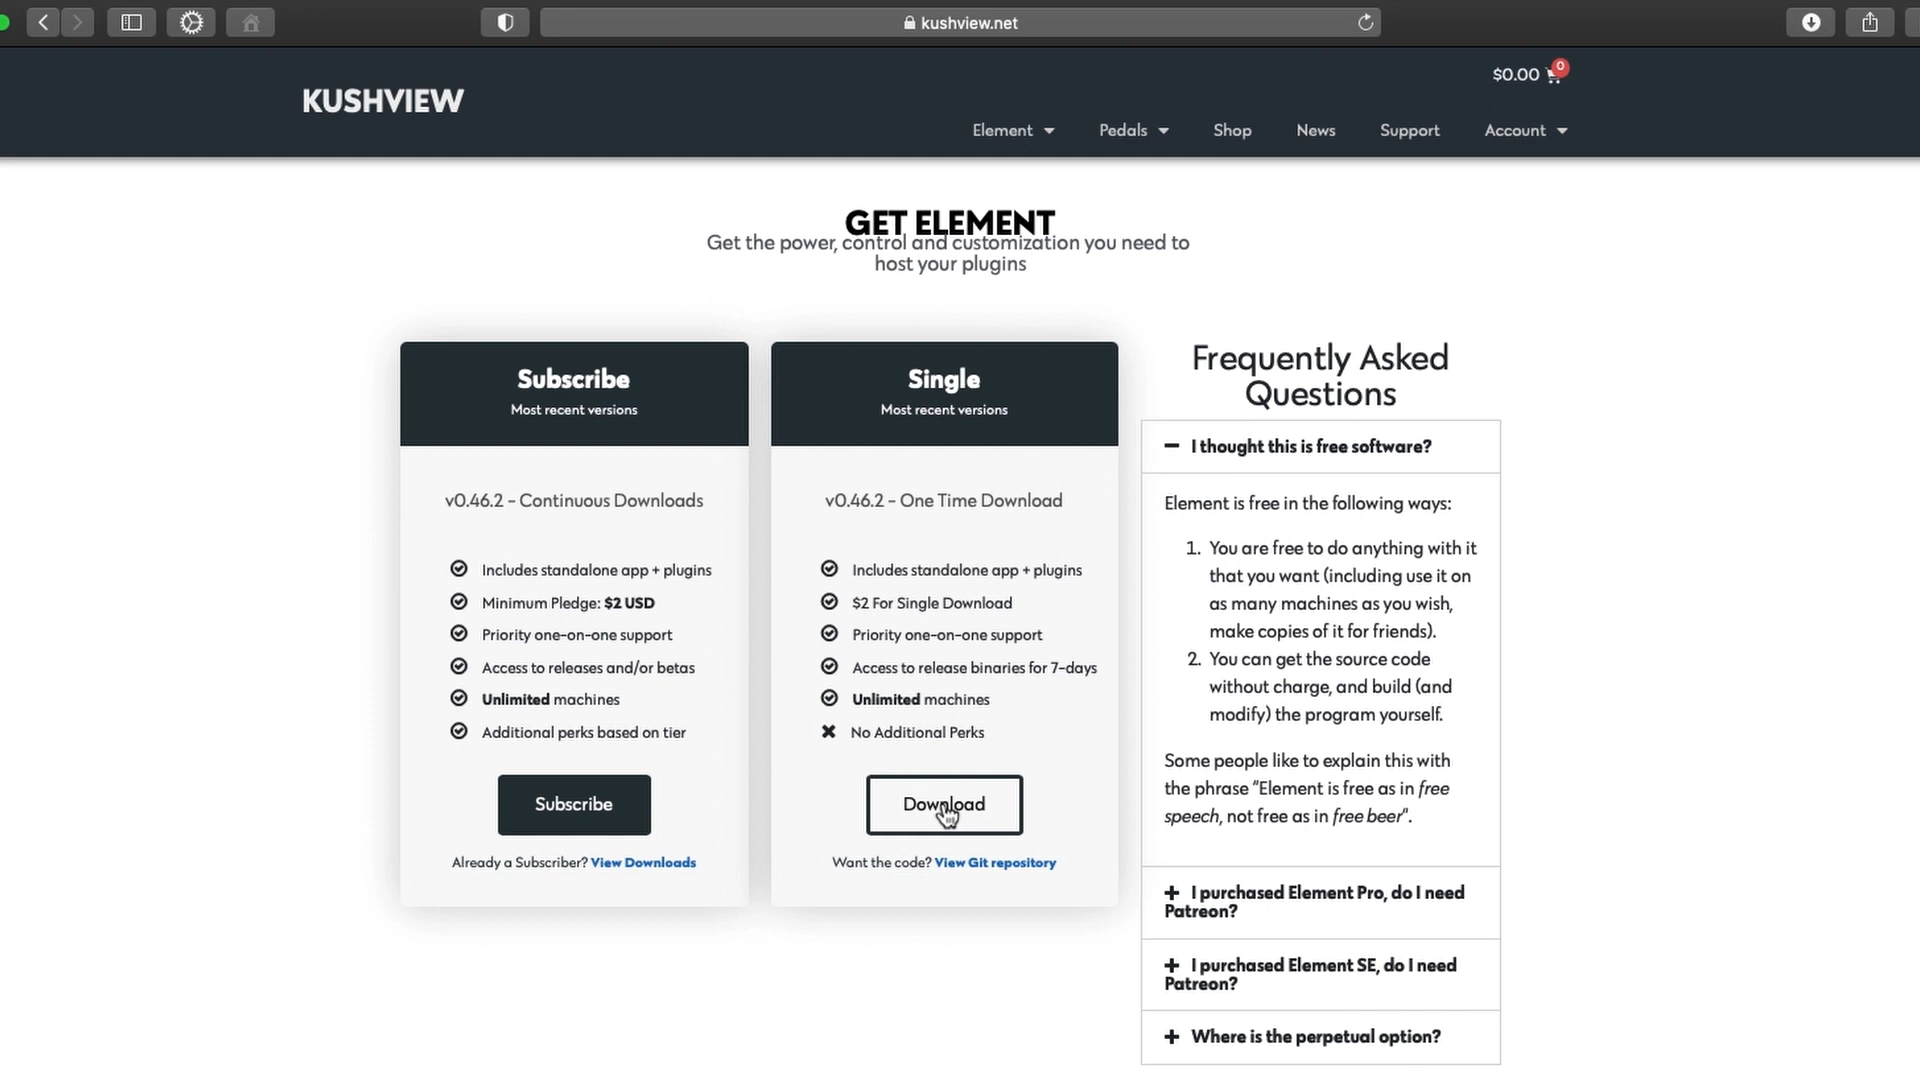 kushview.net
$0.00
0
KUSHVIEW
Element
Pedals
Shop
News
Support
Account
GET ELEMENT
Get the power, control and customization you need to
host your plugins
Subscribe
Most recent versions
v0.46.2 - Continuous Downloads
Includes standalone app + plugins
Minimum Pledge: $2 USD
Priority one-on-one support
Access to releases and/or betas
Unlimited machines
Additional perks based on tier
Subscribe
Already a Subscriber? View Downloads
Single
Most recent versions
v0.46.2 - One Time Download
Includes standalone app + plugins
$2 For Single Download
Priority one-on-one support
Access to release binaries for 7-days
Unlimited machines
No Additional Perks
Download
Want the code? View Git repository
Frequently Asked
Questions
I thought this is free software?
Element is free in the following ways:
1. You are free to do anything with it
that you want (including use it on
as many machines as you wish,
make copies of it for friends).
2. You can get the source code
without charge, and build (and
modify) the program yourself.
Some people like to explain this with
the phrase “Element is free as in free
speech, not free as in free beer”.
I purchased Element Pro, do I need
Patreon?
I purchased Element SE, do I need
Patreon?
Where is the perpetual option?